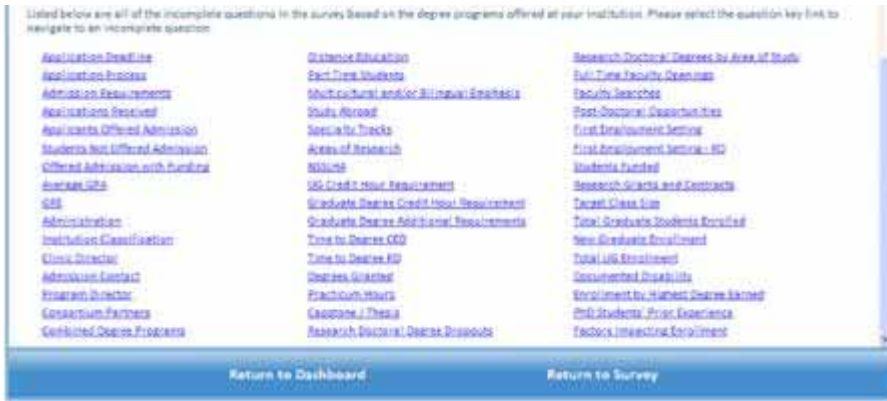 Listed below are all of the incomplete questions in the survey based on the degree programs offered at your institution. Please select the question key link to
navigate to an incomplete question
Application Deadline
Application Process
Admission Requirements
Applications Received
Applicants Offered Admission
Students Not Offered Admission
Offered Admission with Funding
Average GPA
GRE
Administration
Institution Classification
Clinic Director
Admission Contact
Program Director
Consortium Partners
Combined Degree Programs
Distance Education
Part Time Students
Multicultural and/or Bilingual Emphasis
Study Abroad
Specialty Tracks
Areas of Research
NSSLHA
UG Credit Hour Requirement
Graduate Degree Credit Hour Requirement
Graduate Degree Additional Requirements
Time to Degree CED
Time to Degree RD
Degrees Granted
Practicum Hours
Capstone / Thesis
Research Doctoral Degree Dropouts
Research Doctoral Degrees by Area of Study
Full Time Faculty Openings
Faculty Searches
Post-Doctoral Opportunities
First Employment Setting
First Employment Setting - RD
Students Funded
Research Grants and Contracts
Target Class Size
Total Graduate Students Enrolled
New Graduate Enrollment
Total UG Enrollment
Documented Disability
Enrollment by Highest Degree Earned
PhD Students' Prior Experience
Factors Impacting Enrollment
Return to Dashboard
Return to Survey